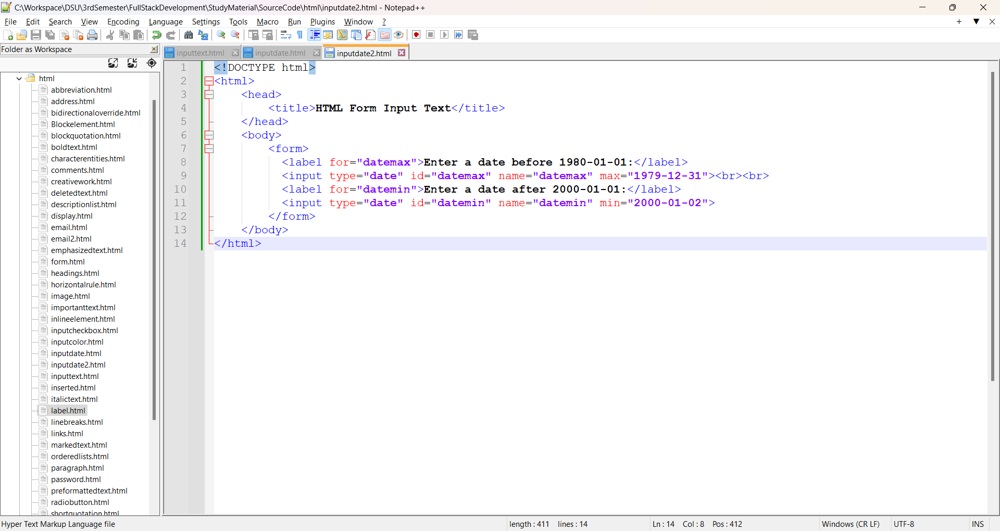 C:\Workspace\DSU\3rdSemester\FullStackDevelopment\StudyMaterial\SourceCode\html\inputdate2.html - Notepad++
File Edit Search View Encoding Language Settings Tools Macro Run Plugins Window ?
Folder as Workspace
inputtext.html inputdate.html inputdate2.html
html
abbreviation.html
address.html
bidirectionaloverride.html
Blockelement.html
blockquotation.html
boldtext.html
characterentities.html
comments.html
creativework.html
deletedtext.html
descriptionlist.html
display.html
email.html
email2.html
emphasizedtext.html
form.html
headings.html
horizontalrule.html
image.html
importanttext.html
inlineelement.html
inputcheckbox.html
inputcolor.html
inputdate.html
inputdate2.html
inputtext.html
inserted.html
italictext.html
label.html
linebreaks.html
links.html
markedtext.html
orderedlists.html
paragraph.html
password.html
preformattedtext.html
radiobutton.html
shortquotation.html
1 <!DOCTYPE html>
2 <html>
3 <head>
4 <title>HTML Form Input Text</title>
5 </head>
6 <body>
7 <form>
8 <label for="datemax">Enter a date before 1980-01-01:</label>
9 <input type="date" id="datemax" name="datemax" max="1979-12-31"><br><br>
10 <label for="datemin">Enter a date after 2000-01-01:</label>
11 <input type="date" id="datemin" name="datemin" min="2000-01-02">
12 </form>
13 </body>
14 </html>
Hyper Text Markup Language file length : 411 lines : 14 Ln : 14 Col : 8 Pos : 412 Windows (CR LF) UTF-8 INS